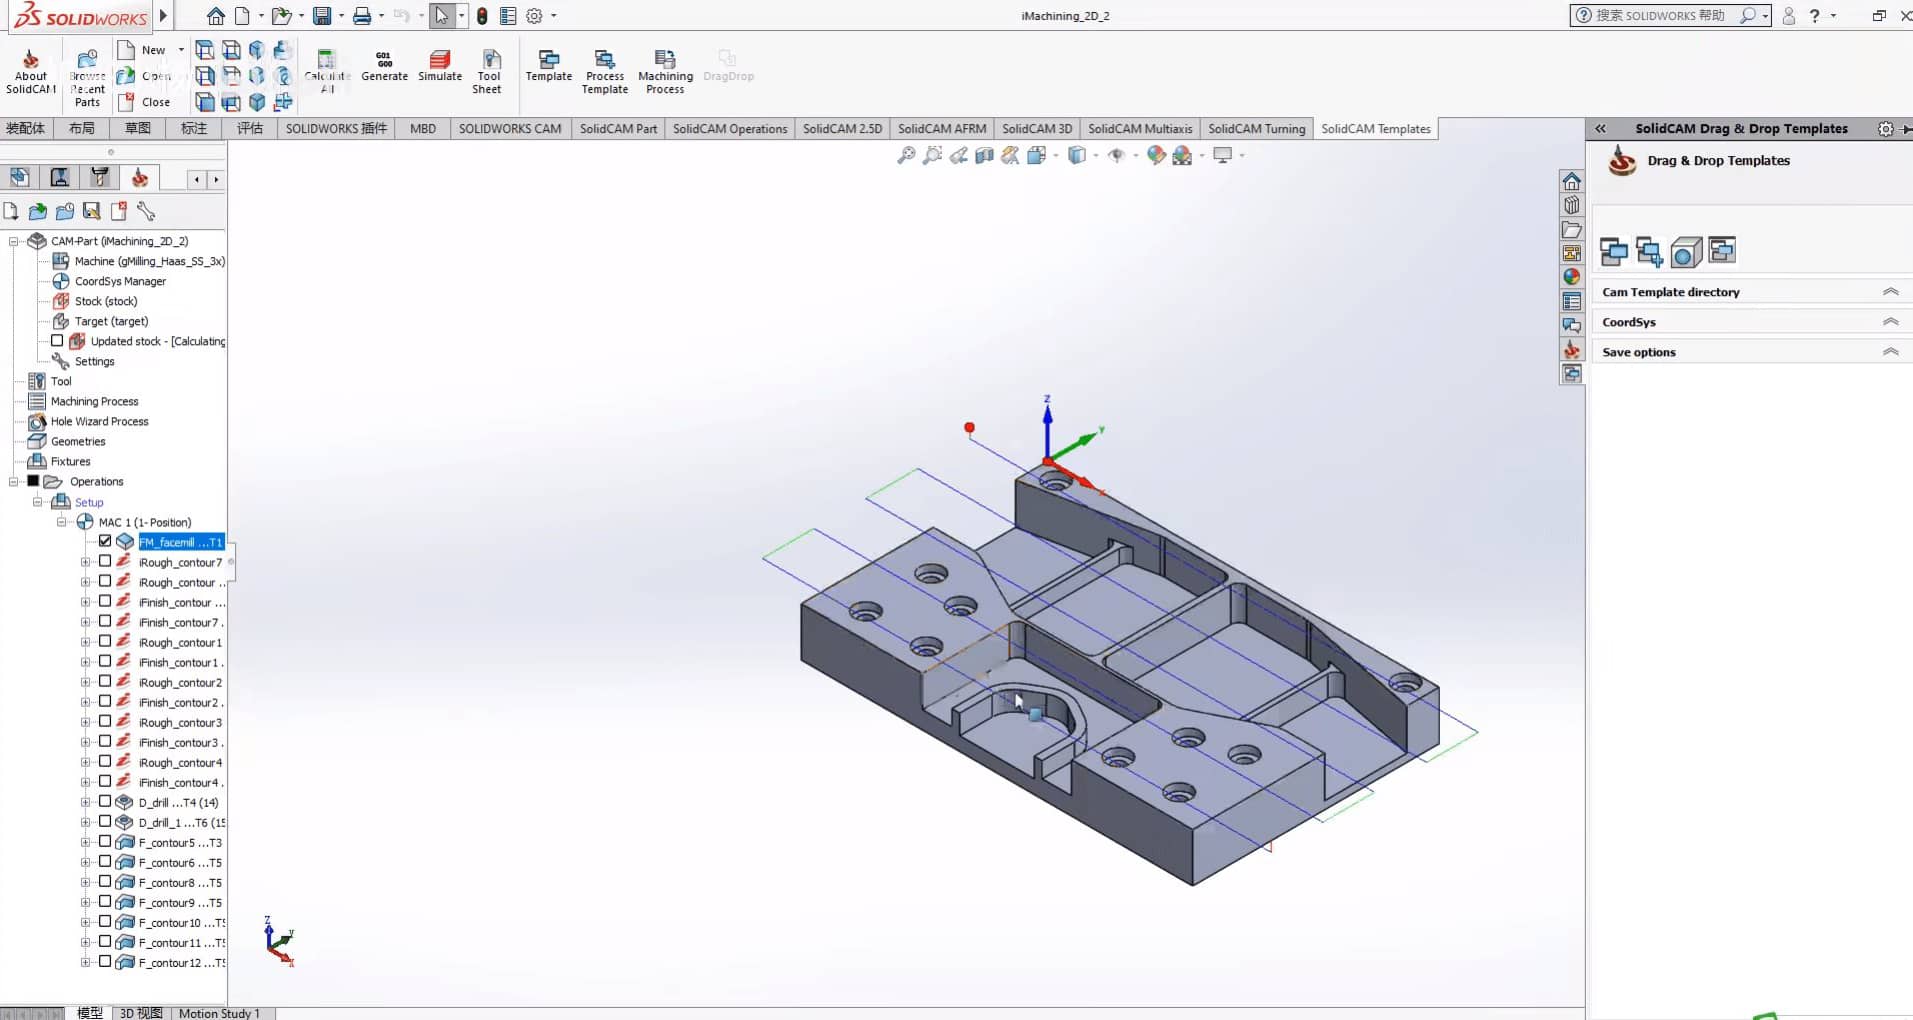 SOLIDWORKS
iMachining_2D_2
搜索 SOLIDWORKS 帮助
About SolidCAM
Browse Recent Parts
New
Open
Close
Calculate All
G01 G00
Generate
Simulate
Tool Sheet
Template
Process Template
Machining Process
DragDrop
装配体 布局 草图 标注 评估 SOLIDWORKS 插件 MBD SOLIDWORKS CAM SolidCAM Part SolidCAM Operations SolidCAM 2.5D SolidCAM AFRM SolidCAM 3D SolidCAM Multiaxis SolidCAM Turning SolidCAM Templates
CAM-Part (iMachining_2D_2)
Machine (gMilling_Haas_SS_3x)
CoordSys Manager
Stock (stock)
Target (target)
Updated stock - [Calculating
Settings
Tool
Machining Process
Hole Wizard Process
Geometries
Fixtures
Operations
Setup
MAC 1 (1- Position)
FM_facemill ...T1
iRough_contour7
iRough_contour ..
iFinish_contour ...
iFinish_contour7 .
iRough_contour1
iFinish_contour1 .
iRough_contour2
iFinish_contour2 .
iRough_contour3
iFinish_contour3 .
iRough_contour4
iFinish_contour4 .
D_drill ...T4 (14)
D_drill_1 ...T6 (15
F_contour5 ...T3
F_contour6 ...T5
F_contour8 ...T5
F_contour9 ...T5
F_contour10 ...T5
F_contour11 ...T5
F_contour12 ...T5
Z
Y
X
Z
Y
X
SolidCAM Drag & Drop Templates
Drag & Drop Templates
Cam Template directory
CoordSys
Save options
模型 3D 视图 Motion Study 1